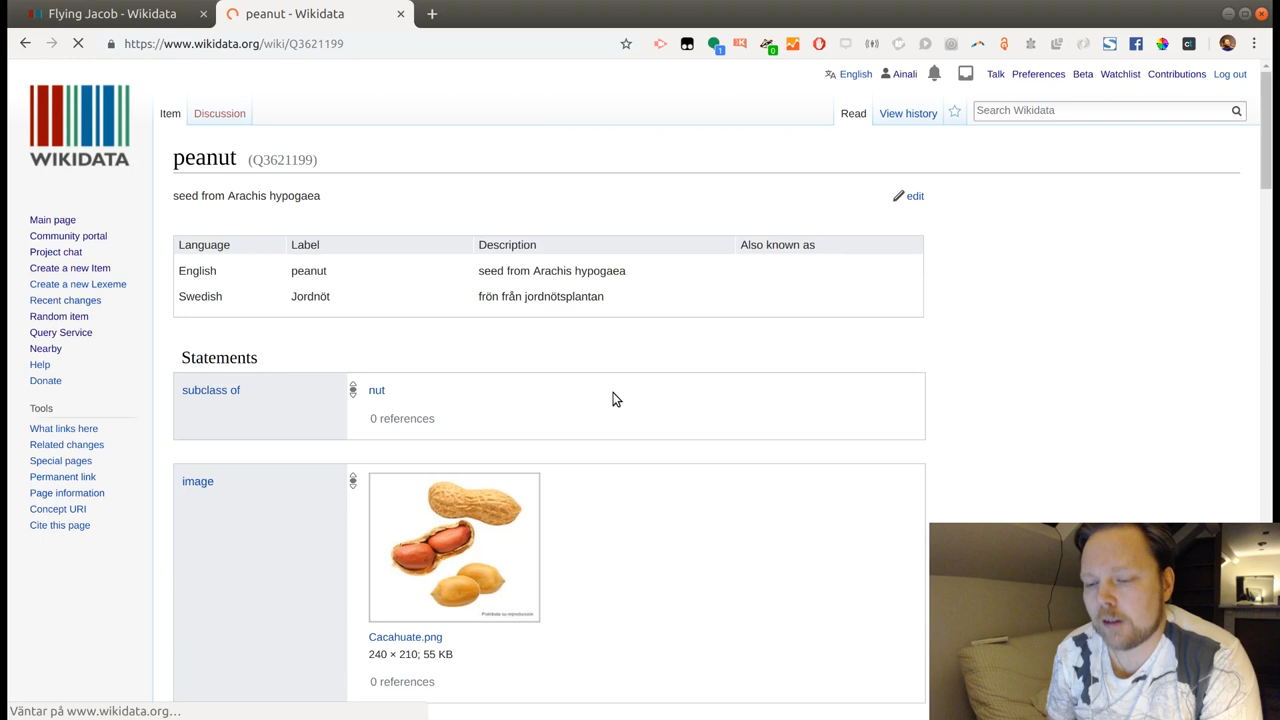 Flying Jacob - Wikidata
peanut - Wikidata
https://www.wikidata.org/wiki/Q3621199
1
0
English Ainali Talk Preferences Beta Watchlist Contributions Log out
Item Discussion Read View history Search Wikidata
WIKIDATA
Main page
Community portal
Project chat
Create a new Item
Create a new Lexeme
Recent changes
Random item
Query Service
Nearby
Help
Donate
Tools
What links here
Related changes
Special pages
Permanent link
Page information
Concept URI
Cite this page
peanut (Q3621199)
seed from Arachis hypogaea edit
Language Label Description Also known as
English peanut seed from Arachis hypogaea
Swedish Jordnöt frön från jordnötsplantan
Statements
subclass of nut
0 references
image
Cacahuate.png
240 × 210; 55 KB
0 references
Väntar på www.wikidata.org…